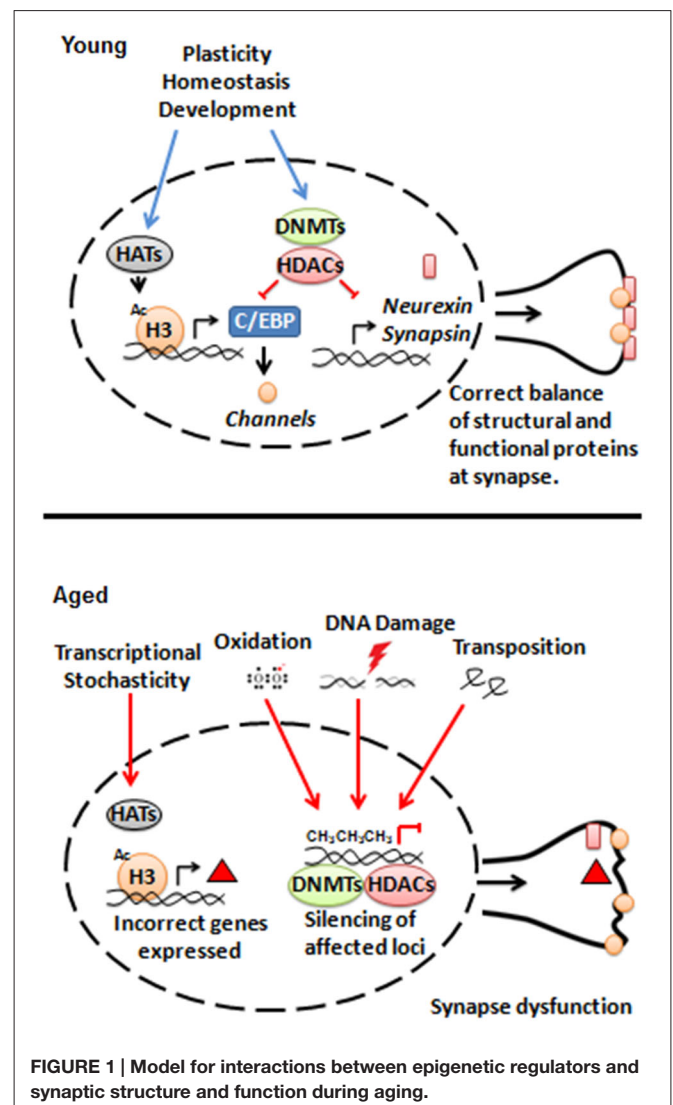 Young
Plasticity
Homeostasis
Development
DNMTs
HATs
HDACs
Ac
H3
C/EBP
Neurexin
Synapsin
Channels
Correct balance
of structural and
functional proteins
at synapse.
Aged
Transcriptional
Stochasticity
Oxidation
DNA Damage
Transposition
HATs
Ac
H3
Incorrect genes
expressed
CH₃CH₃CH₃
DNMTs HDACs
Silencing of
affected loci
Synapse dysfunction
FIGURE 1 | Model for interactions between epigenetic regulators and
synaptic structure and function during aging.